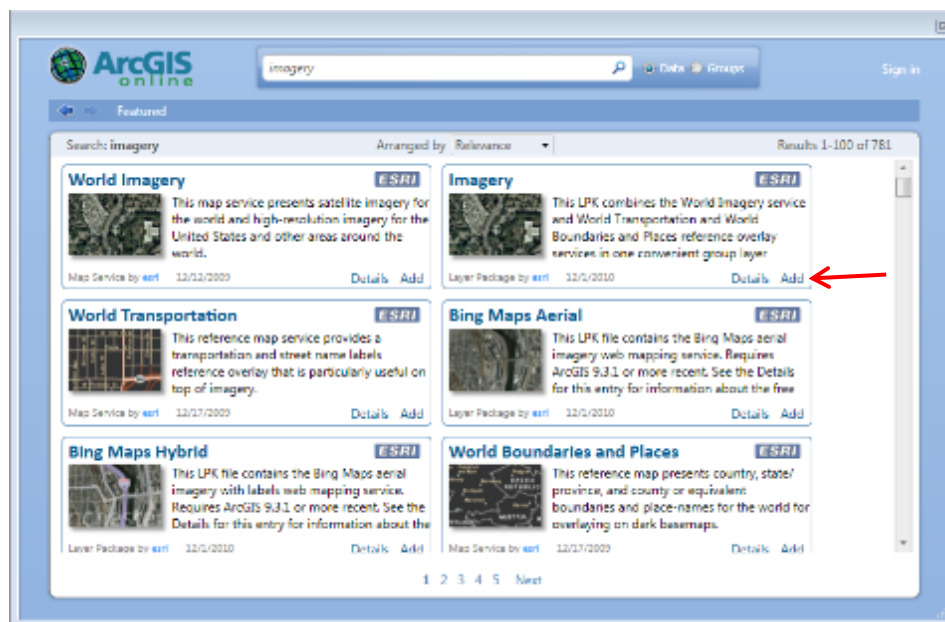 ArcGIS
online
imagery
Data Groups
Sign in
Featured
Search: imagery
Arranged by Relevance
Results 1-100 of 781
World Imagery
ESRI
This map service presents satellite imagery for
the world and high-resolution imagery for the
United States and other areas around the
world.
Map Service by esri 12/12/2009
Details Add
Imagery
ESRI
This LPK combines the World Imagery service
and World Transportation and World
Boundaries and Places reference overlay
services in one convenient group layer
Layer Package by esri 12/1/2010
Details Add
World Transportation
ESRI
This reference map service provides a
transportation and street name labels
reference overlay that is particularly useful on
top of imagery.
Map Service by esri 12/17/2009
Details Add
Bing Maps Aerial
ESRI
This LPK file contains the Bing Maps aerial
imagery web mapping service. Requires
ArcGIS 9.3.1 or more recent. See the Details
for this entry for information about the free
Layer Package by esri 12/1/2010
Details Add
Bing Maps Hybrid
ESRI
This LPK file contains the Bing Maps aerial
imagery with labels web mapping service.
Requires ArcGIS 9.3.1 or more recent. See the
Details for this entry for information about the
Layer Package by esri 12/1/2010
Details Add
World Boundaries and Places
ESRI
This reference map presents country, state/
province, and county or equivalent
boundaries and place-names for the world for
overlaying on dark basemaps.
Map Service by esri 12/17/2009
Details Add
1 2 3 4 5 Next